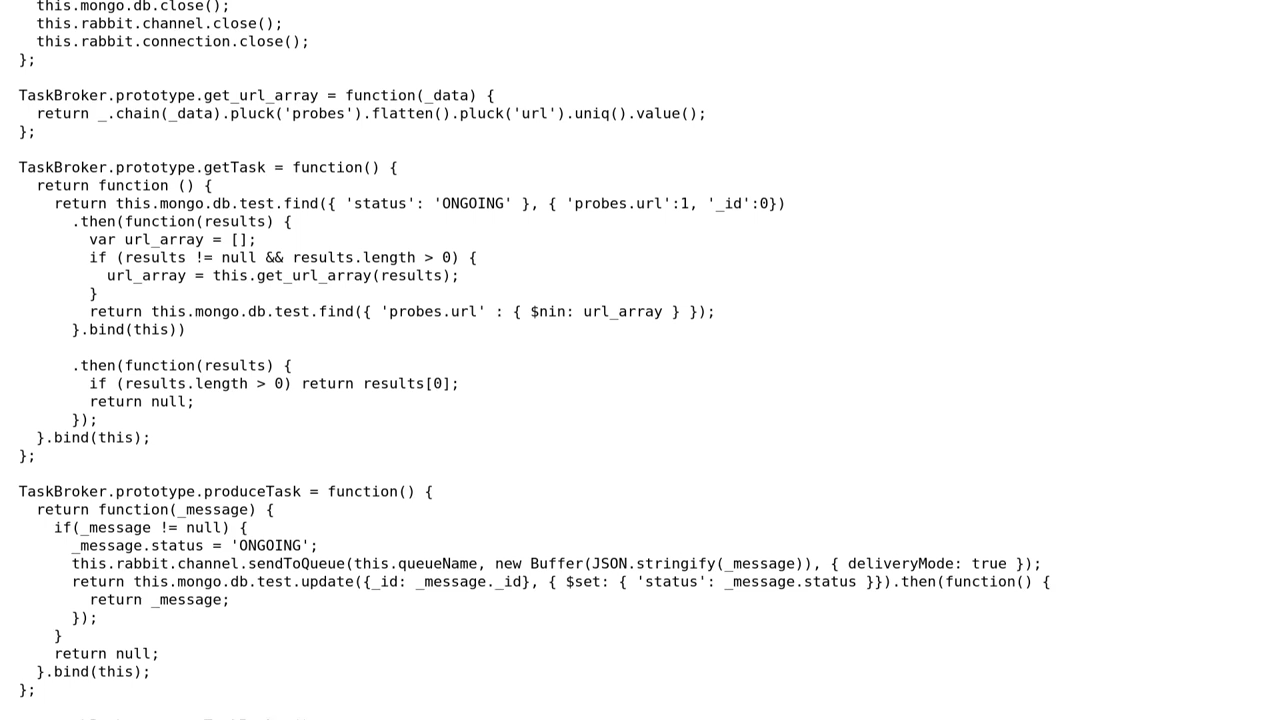 this.mongo.db.close();
this.rabbit.channel.close();
this.rabbit.connection.close();
};
TaskBroker.prototype.get_url_array = function(_data) {
return _.chain(_data).pluck('probes').flatten().pluck('url').uniq().value();
};
TaskBroker.prototype.getTask = function() {
return function () {
return this.mongo.db.test.find({ 'status': 'ONGOING' }, { 'probes.url':1, '_id':0})
.then(function(results) {
var url_array = [];
if (results != null && results.length > 0) {
url_array = this.get_url_array(results);
}
return this.mongo.db.test.find({ 'probes.url' : { $nin: url_array } });
}.bind(this))
.then(function(results) {
if (results.length > 0) return results[0];
return null;
});
}.bind(this);
};
TaskBroker.prototype.produceTask = function() {
return function(_message) {
if(_message != null) {
_message.status = 'ONGOING';
this.rabbit.channel.sendToQueue(this.queueName, new Buffer(JSON.stringify(_message)), { deliveryMode: true });
return this.mongo.db.test.update({_id: _message._id}, { $set: { 'status': _message.status }}).then(function() {
return _message;
});
}
return null;
}.bind(this);
};